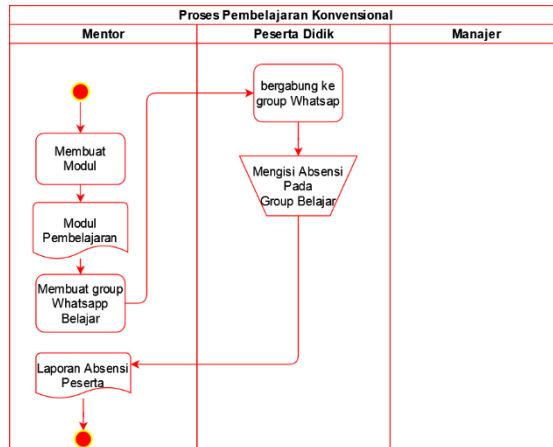 Proses Pembelajaran Konvensional
Mentor
Peserta Didik
Manajer
bergabung ke
group Whatsap
Membuat
Modul
Mengisi Absensi
Pada
Group Belajar
Modul
Pembelajaran
Membuat group
Whatsapp
Belajar
Laporan Absensi
Peserta